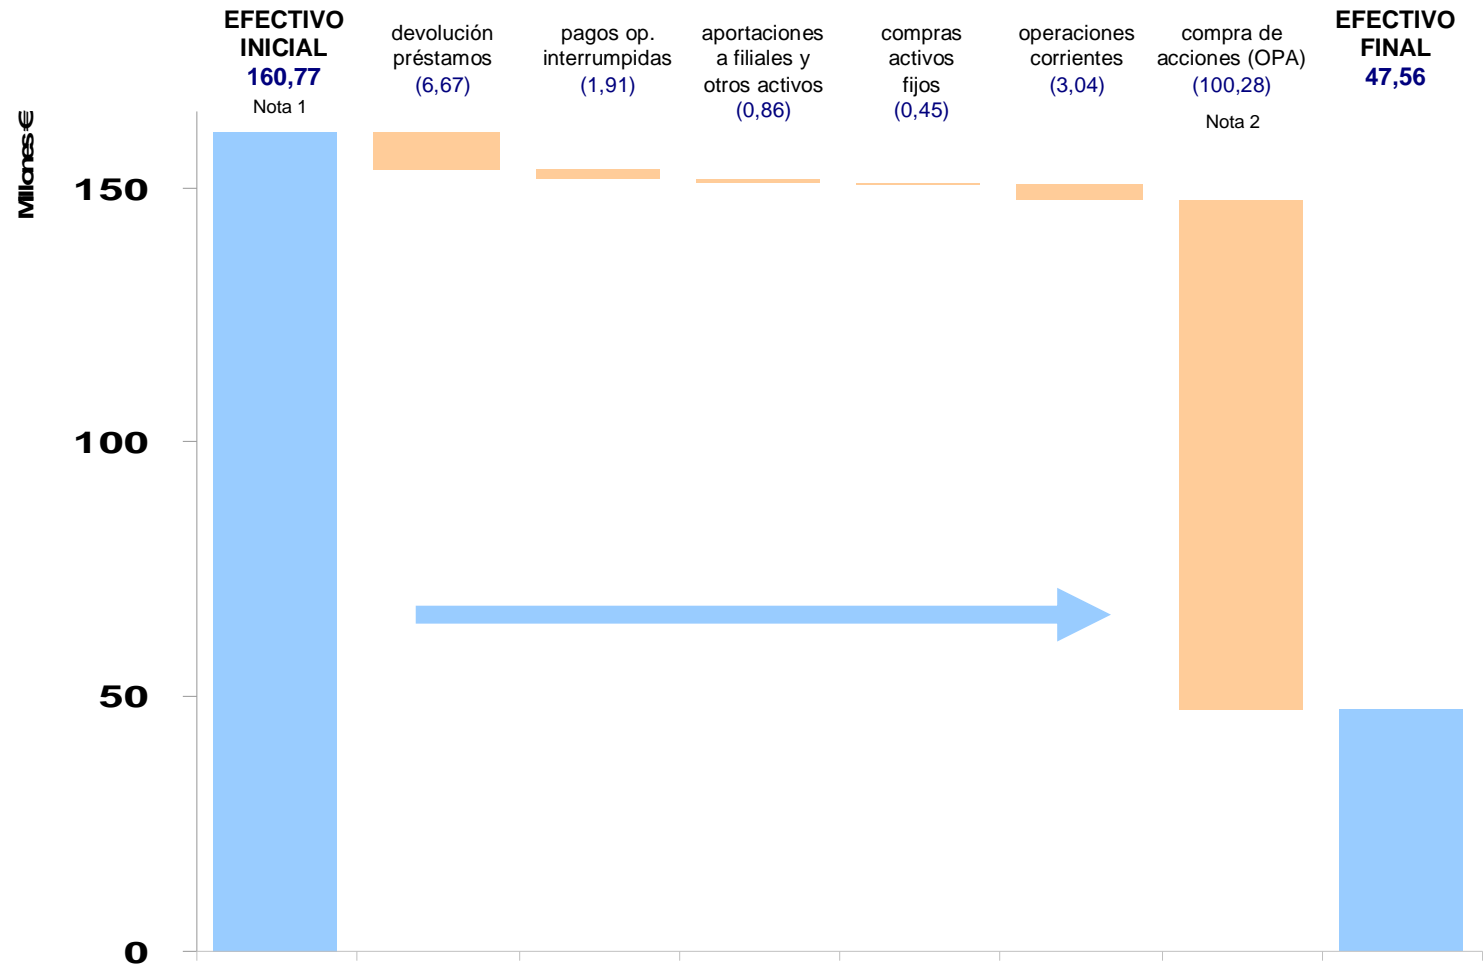 EFECTIVO
INICIAL
160,77
Nota 1
devolución
préstamos
(6,67)
pagos op.
interrumpidas
(1,91)
aportaciones
a filiales y
otros activos
(0,86)
compras
activos
fijos
(0,45)
operaciones
corrientes
(3,04)
compra de
acciones (OPA)
(100,28)
Nota 2
EFECTIVO
FINAL
47,56
Millones €
150
100
50
0